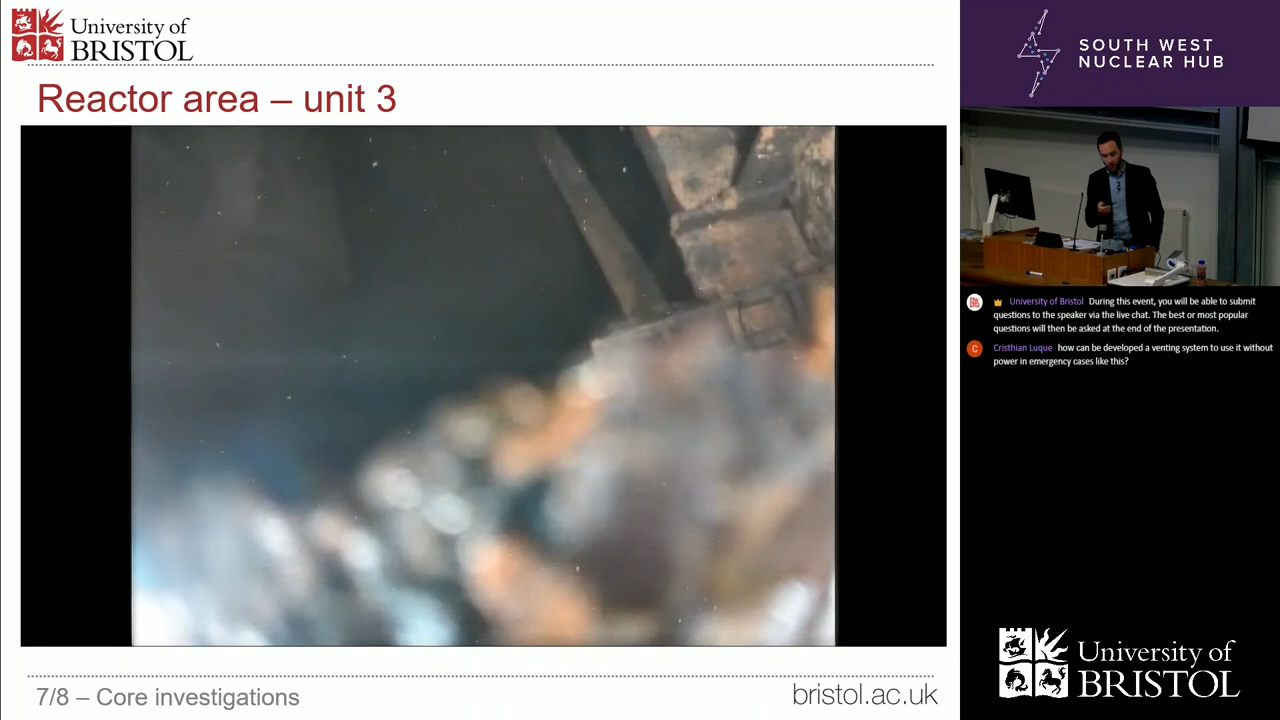 University of
BRISTOL
Reactor area – unit 3
7/8 – Core investigations
bristol.ac.uk
SOUTH WEST
NUCLEAR HUB
University of Bristol During this event, you will be able to submit
questions to the speaker via the live chat. The best or most popular
questions will then be asked at the end of the presentation.
C
Cristhian Luque how can be developed a venting system to use it without
power in emergency cases like this?
University of
BRISTOL